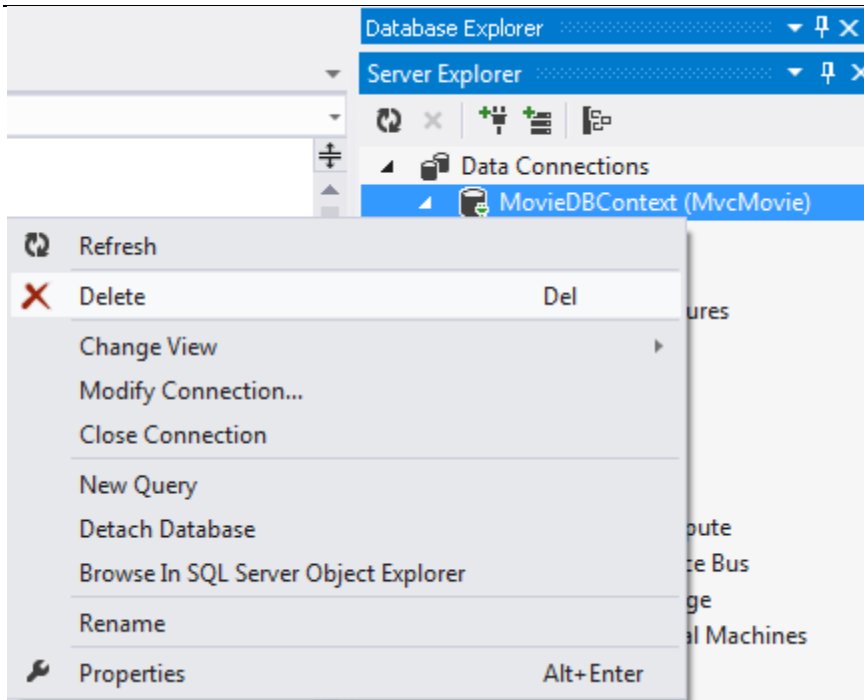 Database Explorer
Server Explorer
Data Connections
MovieDBContext (MvcMovie)
Refresh
Delete Del
ures
Change View
Modify Connection...
Close Connection
New Query
Detach Database
pute
Browse In SQL Server Object Explorer
ce Bus
ge
Rename
al Machines
Properties Alt+Enter